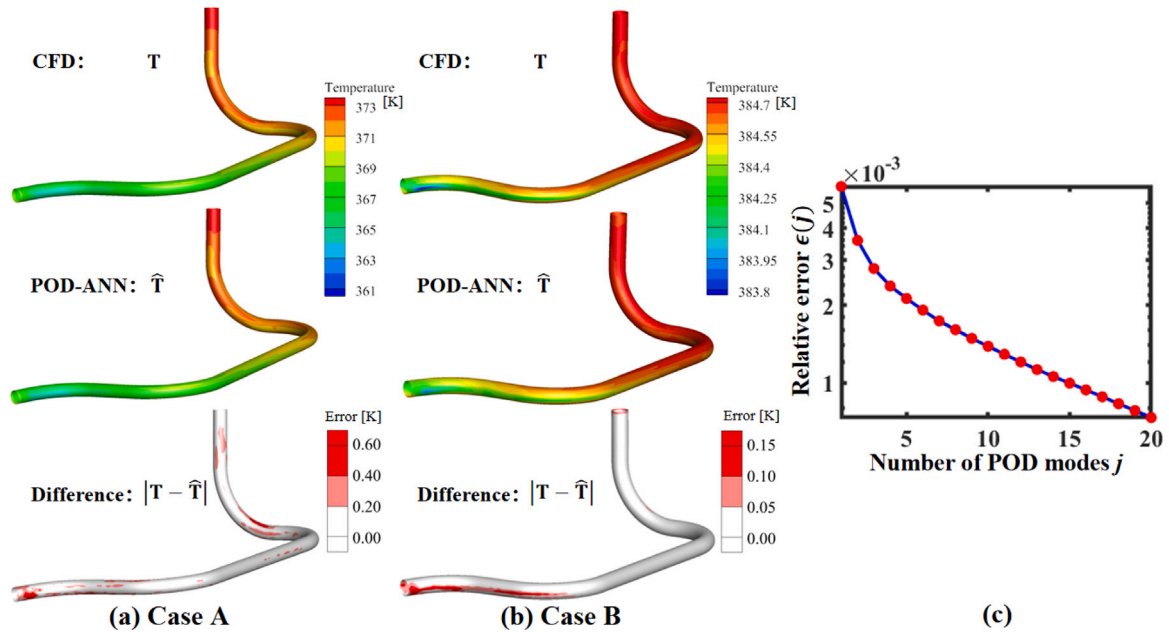 CFD: T
Temperature
[K]
373
371
369
367
365
363
361
POD-ANN: T̂
Error [K]
0.60
0.40
0.20
0.00
Difference: |T − T̂|
(a) Case A
CFD: T
Temperature
[K]
384.7
384.55
384.4
384.25
384.1
383.95
383.8
POD-ANN: T̂
Error [K]
0.15
0.10
0.05
0.00
Difference: |T − T̂|
(b) Case B
×10⁻³
5
4
3
2
1
Relative error ϵ(j)
5 10 15 20
Number of POD modes j
(c)